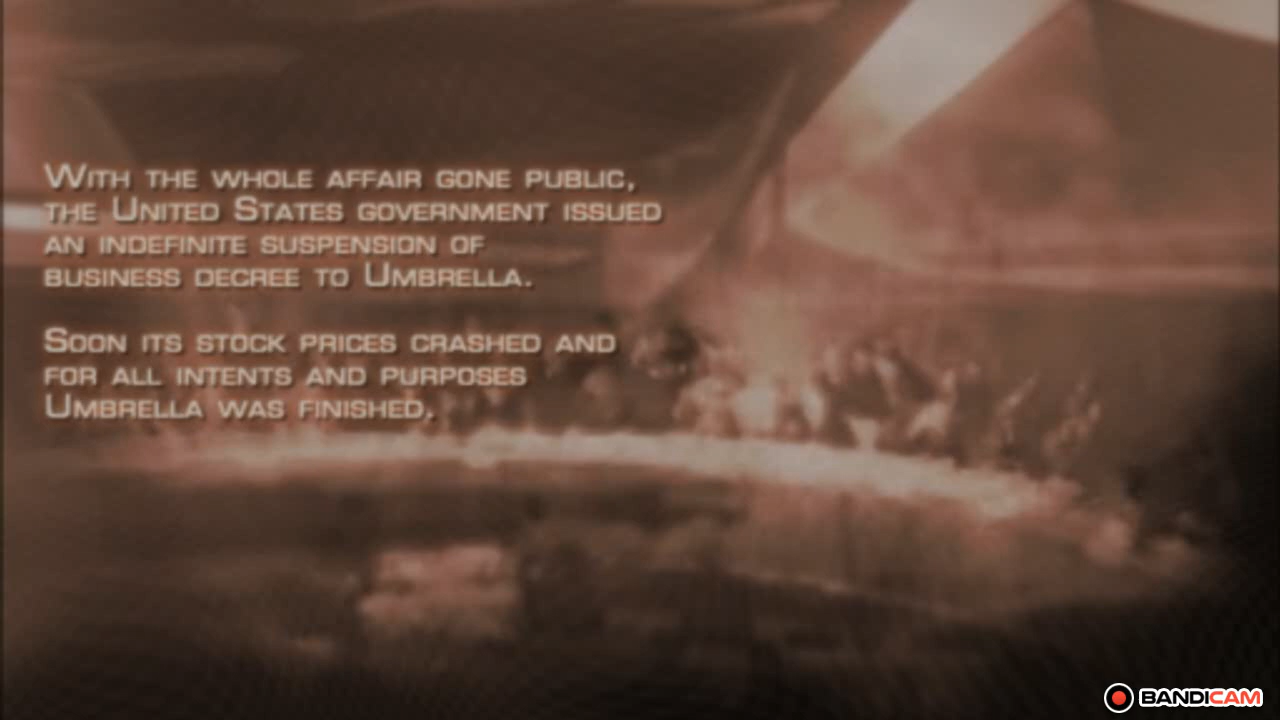 With the whole affair gone public,
the United States government issued
an indefinite suspension of
business decree to Umbrella.
Soon its stock prices crashed and
for all intents and purposes
Umbrella was finished.
BANDICAM